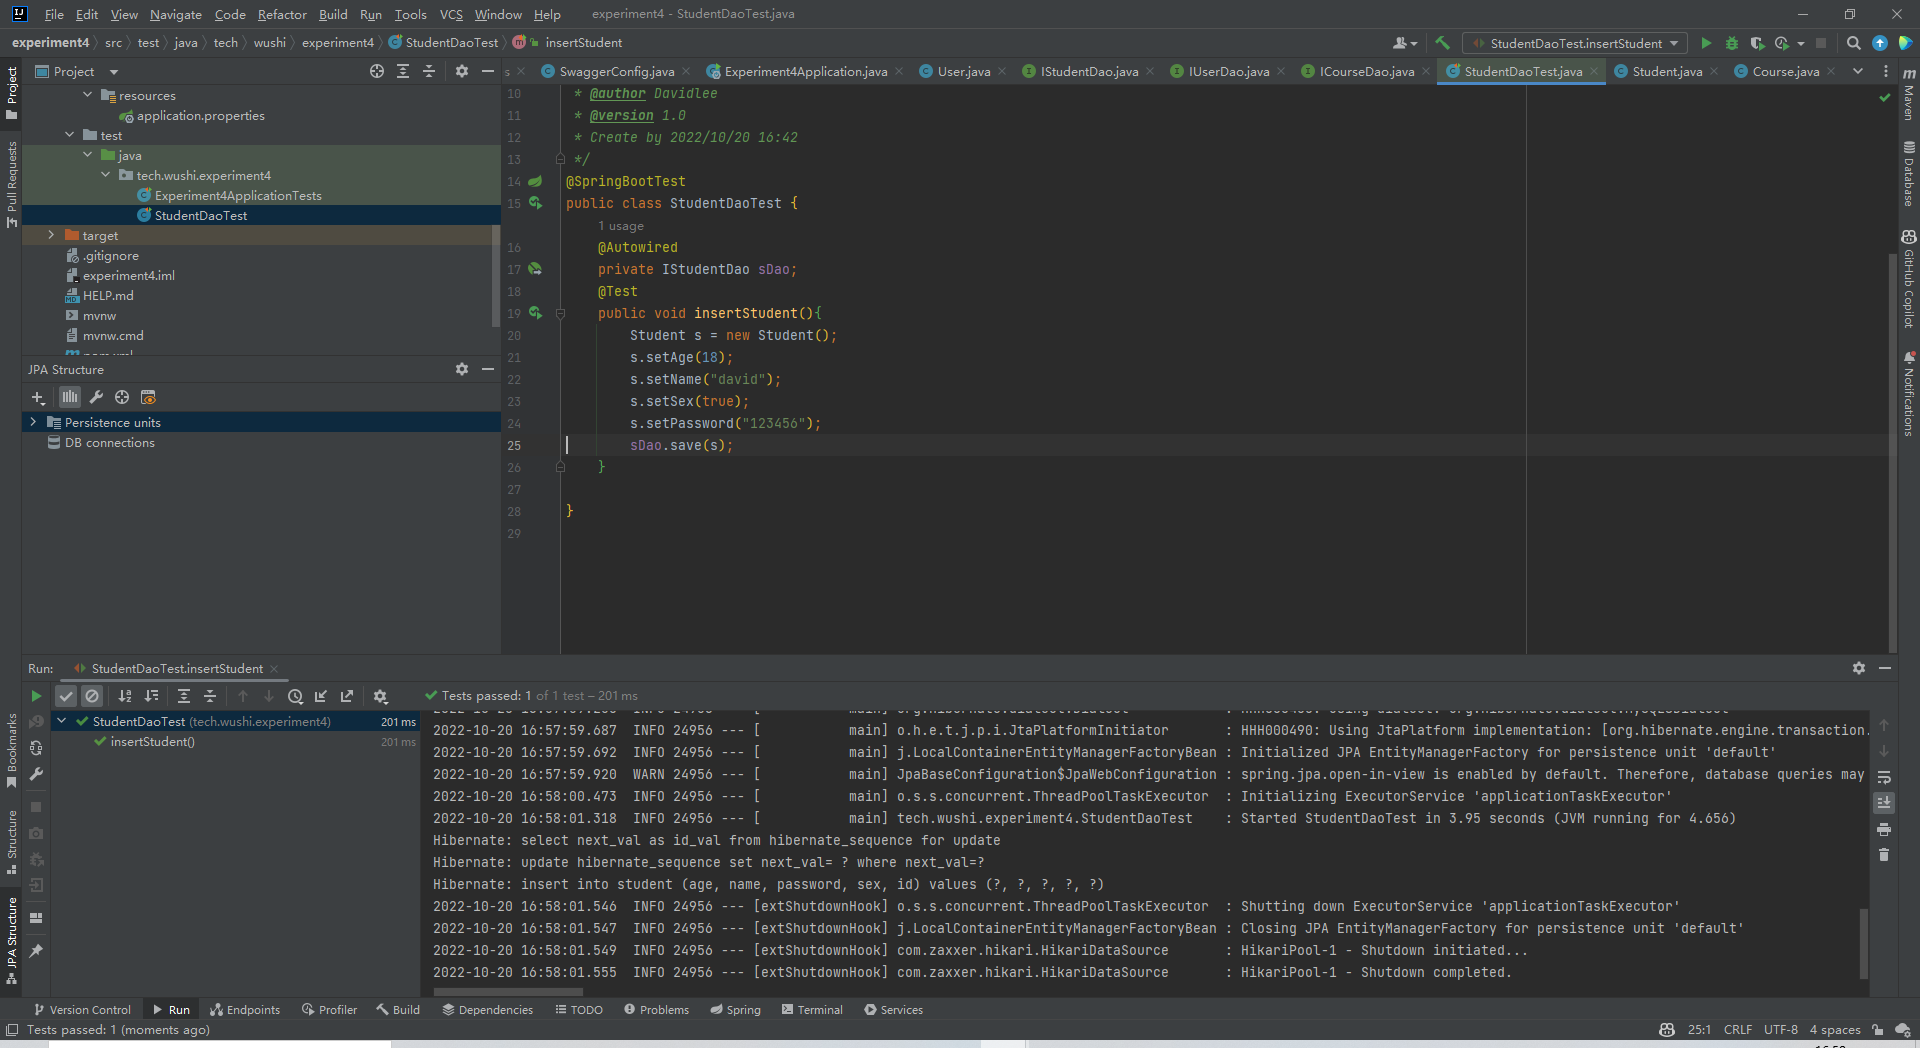 File Edit View Navigate Code Refactor Build Run Tools VCS Window Help experiment4 - StudentDaoTest.java
experiment4 src test java tech wushi experiment4 StudentDaoTest insertStudent
StudentDaoTest.insertStudent
Project
SwaggerConfig.java Experiment4Application.java User.java IStudentDao.java IUserDao.java ICourseDao.java StudentDaoTest.java Student.java Course.java
resources
application.properties
test
java
tech.wushi.experiment4
Experiment4ApplicationTests
StudentDaoTest
target
.gitignore
experiment4.iml
HELP.md
mvnw
mvnw.cmd
JPA Structure
Persistence units
DB connections
10 * @author Davidlee
11 * @version 1.0
12 * Create by 2022/10/20 16:42
13 */
14 @SpringBootTest
15 public class StudentDaoTest {
1 usage
16 @Autowired
17 private IStudentDao sDao;
18 @Test
19 public void insertStudent(){
20 Student s = new Student();
21 s.setAge(18);
22 s.setName("david");
23 s.setSex(true);
24 s.setPassword("123456");
25 sDao.save(s);
26 }
27
28 }
29
Project
Pull Requests
Bookmarks
Structure
JPA Structure
Maven
Database
GitHub Copilot
Notifications
Run: StudentDaoTest.insertStudent
Tests passed: 1 of 1 test – 201 ms
StudentDaoTest (tech.wushi.experiment4) 201 ms
insertStudent() 201 ms
2022-10-20 16:57:59.687 INFO 24956 --- [ main] o.h.e.t.j.p.i.JtaPlatformInitiator : HHH000490: Using JtaPlatform implementation: [org.hibernate.engine.transaction.
2022-10-20 16:57:59.692 INFO 24956 --- [ main] j.LocalContainerEntityManagerFactoryBean : Initialized JPA EntityManagerFactory for persistence unit 'default'
2022-10-20 16:57:59.920 WARN 24956 --- [ main] JpaBaseConfiguration$JpaWebConfiguration : spring.jpa.open-in-view is enabled by default. Therefore, database queries may
2022-10-20 16:58:00.473 INFO 24956 --- [ main] o.s.s.concurrent.ThreadPoolTaskExecutor : Initializing ExecutorService 'applicationTaskExecutor'
2022-10-20 16:58:01.318 INFO 24956 --- [ main] tech.wushi.experiment4.StudentDaoTest : Started StudentDaoTest in 3.95 seconds (JVM running for 4.656)
Hibernate: select next_val as id_val from hibernate_sequence for update
Hibernate: update hibernate_sequence set next_val= ? where next_val=?
Hibernate: insert into student (age, name, password, sex, id) values (?, ?, ?, ?, ?)
2022-10-20 16:58:01.546 INFO 24956 --- [extShutdownHook] o.s.s.concurrent.ThreadPoolTaskExecutor : Shutting down ExecutorService 'applicationTaskExecutor'
2022-10-20 16:58:01.547 INFO 24956 --- [extShutdownHook] j.LocalContainerEntityManagerFactoryBean : Closing JPA EntityManagerFactory for persistence unit 'default'
2022-10-20 16:58:01.549 INFO 24956 --- [extShutdownHook] com.zaxxer.hikari.HikariDataSource : HikariPool-1 - Shutdown initiated...
2022-10-20 16:58:01.555 INFO 24956 --- [extShutdownHook] com.zaxxer.hikari.HikariDataSource : HikariPool-1 - Shutdown completed.
Version Control Run Endpoints Profiler Build Dependencies TODO Problems Spring Terminal Services
Tests passed: 1 (moments ago) 25:1 CRLF UTF-8 4 spaces